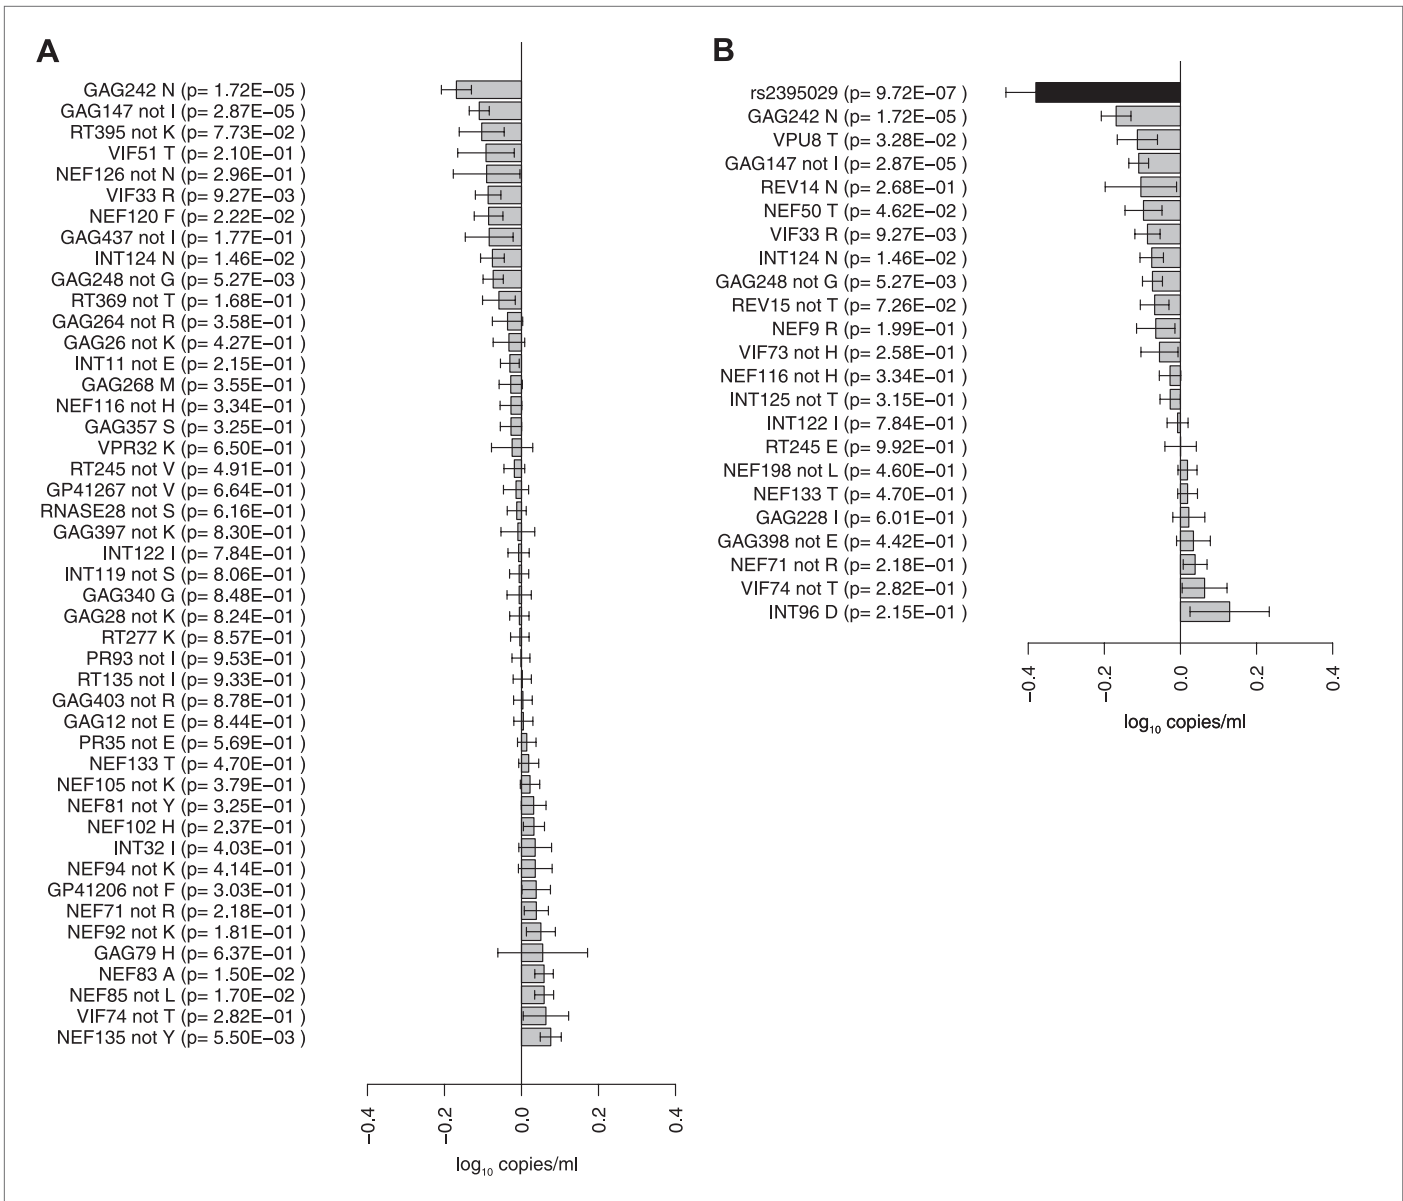 A
GAG242 N (p= 1.72E−05 )
GAG147 not I (p= 2.87E−05 )
RT395 not K (p= 7.73E−02 )
VIF51 T (p= 2.10E−01 )
NEF126 not N (p= 2.96E−01 )
VIF33 R (p= 9.27E−03 )
NEF120 F (p= 2.22E−02 )
GAG437 not I (p= 1.77E−01 )
INT124 N (p= 1.46E−02 )
GAG248 not G (p= 5.27E−03 )
RT369 not T (p= 1.68E−01 )
GAG264 not R (p= 3.58E−01 )
GAG26 not K (p= 4.27E−01 )
INT11 not E (p= 2.15E−01 )
GAG268 M (p= 3.55E−01 )
NEF116 not H (p= 3.34E−01 )
GAG357 S (p= 3.25E−01 )
VPR32 K (p= 6.50E−01 )
RT245 not V (p= 4.91E−01 )
GP41267 not V (p= 6.64E−01 )
RNASE28 not S (p= 6.16E−01 )
GAG397 not K (p= 8.30E−01 )
INT122 I (p= 7.84E−01 )
INT119 not S (p= 8.06E−01 )
GAG340 G (p= 8.48E−01 )
GAG28 not K (p= 8.24E−01 )
RT277 K (p= 8.57E−01 )
PR93 not I (p= 9.53E−01 )
RT135 not I (p= 9.33E−01 )
GAG403 not R (p= 8.78E−01 )
GAG12 not E (p= 8.44E−01 )
PR35 not E (p= 5.69E−01 )
NEF133 T (p= 4.70E−01 )
NEF105 not K (p= 3.79E−01 )
NEF81 not Y (p= 3.25E−01 )
NEF102 H (p= 2.37E−01 )
INT32 I (p= 4.03E−01 )
NEF94 not K (p= 4.14E−01 )
GP41206 not F (p= 3.03E−01 )
NEF71 not R (p= 2.18E−01 )
NEF92 not K (p= 1.81E−01 )
GAG79 H (p= 6.37E−01 )
NEF83 A (p= 1.50E−02 )
NEF85 not L (p= 1.70E−02 )
VIF74 not T (p= 2.82E−01 )
NEF135 not Y (p= 5.50E−03 )
−0.4 −0.2 0.0 0.2 0.4
log10 copies/ml
B
rs2395029 (p= 9.72E−07 )
GAG242 N (p= 1.72E−05 )
VPU8 T (p= 3.28E−02 )
GAG147 not I (p= 2.87E−05 )
REV14 N (p= 2.68E−01 )
NEF50 T (p= 4.62E−02 )
VIF33 R (p= 9.27E−03 )
INT124 N (p= 1.46E−02 )
GAG248 not G (p= 5.27E−03 )
REV15 not T (p= 7.26E−02 )
NEF9 R (p= 1.99E−01 )
VIF73 not H (p= 2.58E−01 )
NEF116 not H (p= 3.34E−01 )
INT125 not T (p= 3.15E−01 )
INT122 I (p= 7.84E−01 )
RT245 E (p= 9.92E−01 )
NEF198 not L (p= 4.60E−01 )
NEF133 T (p= 4.70E−01 )
GAG228 I (p= 6.01E−01 )
GAG398 not E (p= 4.42E−01 )
NEF71 not R (p= 2.18E−01 )
VIF74 not T (p= 2.82E−01 )
INT96 D (p= 2.15E−01 )
−0.4 −0.2 0.0 0.2 0.4
log10 copies/ml